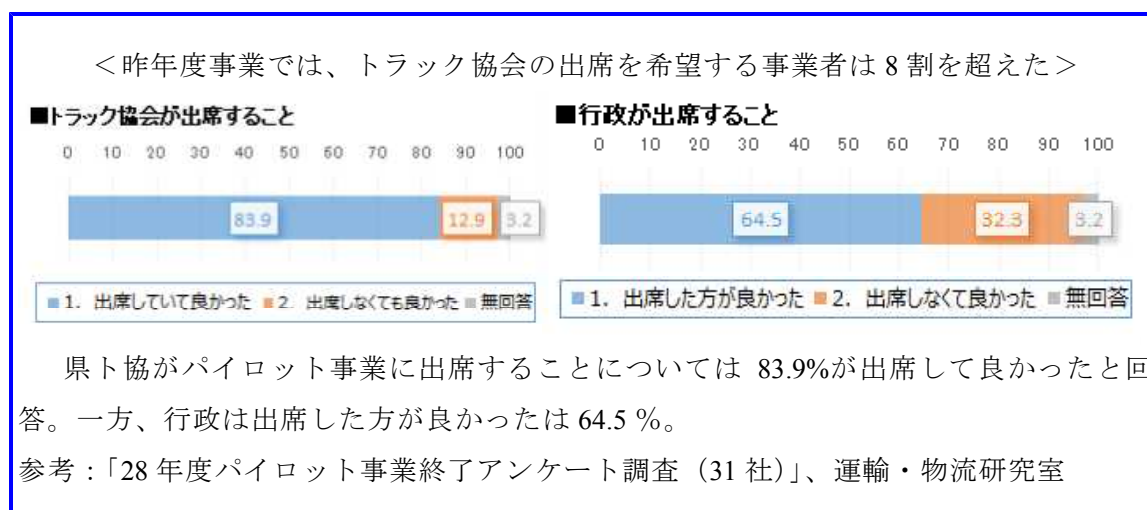 ＜昨年度事業では、トラック協会の出席を希望する事業者は 8 割を超えた＞
■トラック協会が出席すること
0 10 20 30 40 50 60 70 80 90 100
83.9 12.9 3.2
■1. 出席していて良かった ■2. 出席しなくても良かった ■無回答
■行政が出席すること
0 10 20 30 40 50 60 70 80 90 100
64.5 32.3 3.2
■1. 出席した方が良かった ■2. 出席しなくて良かった ■無回答
県ト協がパイロット事業に出席することについては 83.9%が出席して良かったと回
答。一方、行政は出席した方が良かったは 64.5 %。
参考：「28 年度パイロット事業終了アンケート調査（31 社）」、運輸・物流研究室